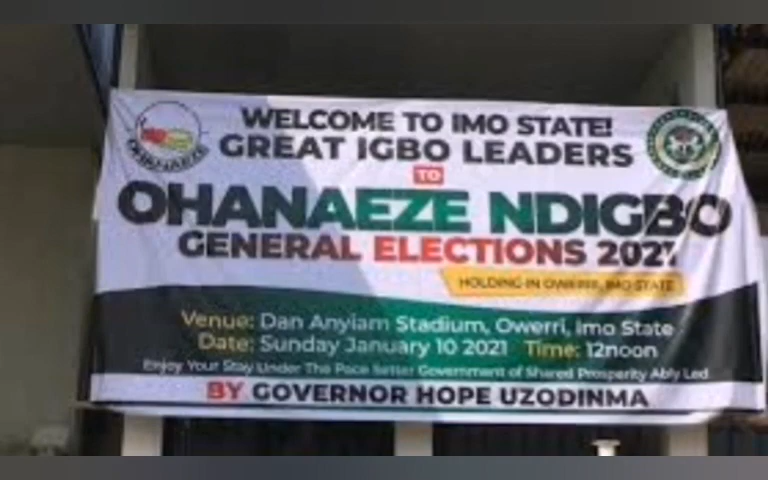 WELCOME TO IMO STATE!
GREAT IGBO LEADERS
TO
OHANAEZE NDIGBO
GENERAL ELECTIONS 2021
HOLDING IN OWERRI, IMO STATE
Venue: Dan Anyiam Stadium, Owerri, Imo State
Date: Sunday January 10 2021 Time: 12noon
Enjoy Your Stay Under The Pace Setter Government of Shared Prosperity Ably Led
BY GOVERNOR HOPE UZODINMA
OHANAEZE